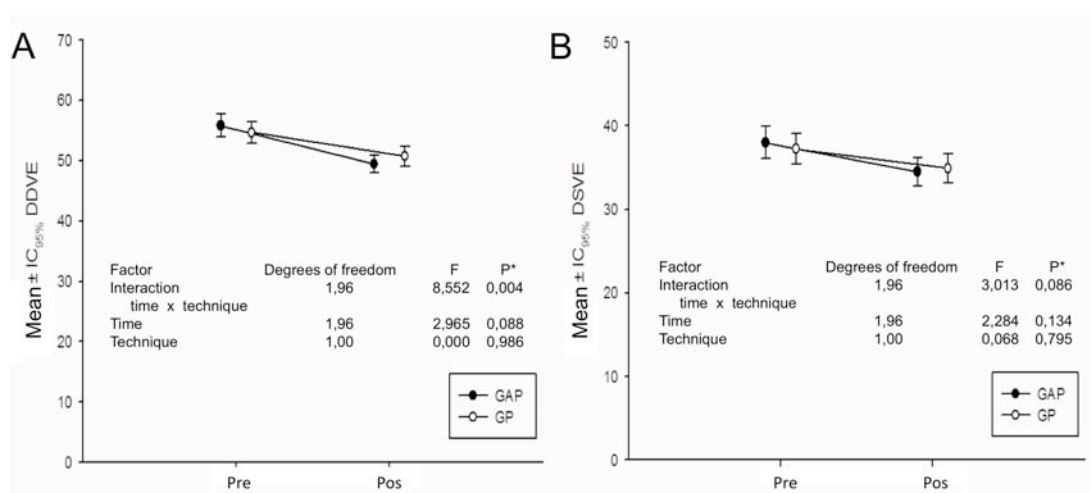 A
70
60
50
40
30
20
10
0
Mean ± IC95% DDVE
Factor Degrees of freedom F P*
Interaction 1,96 8,552 0,004
time x technique
Time 1,96 2,965 0,088
Technique 1,00 0,000 0,986
GAP
GP
Pre Pos
B
50
40
30
20
10
0
Mean ± IC95% DSVE
Factor Degrees of freedom F P*
Interaction 1,96 3,013 0,086
time x technique
Time 1,96 2,284 0,134
Technique 1,00 0,068 0,795
GAP
GP
Pre Pos